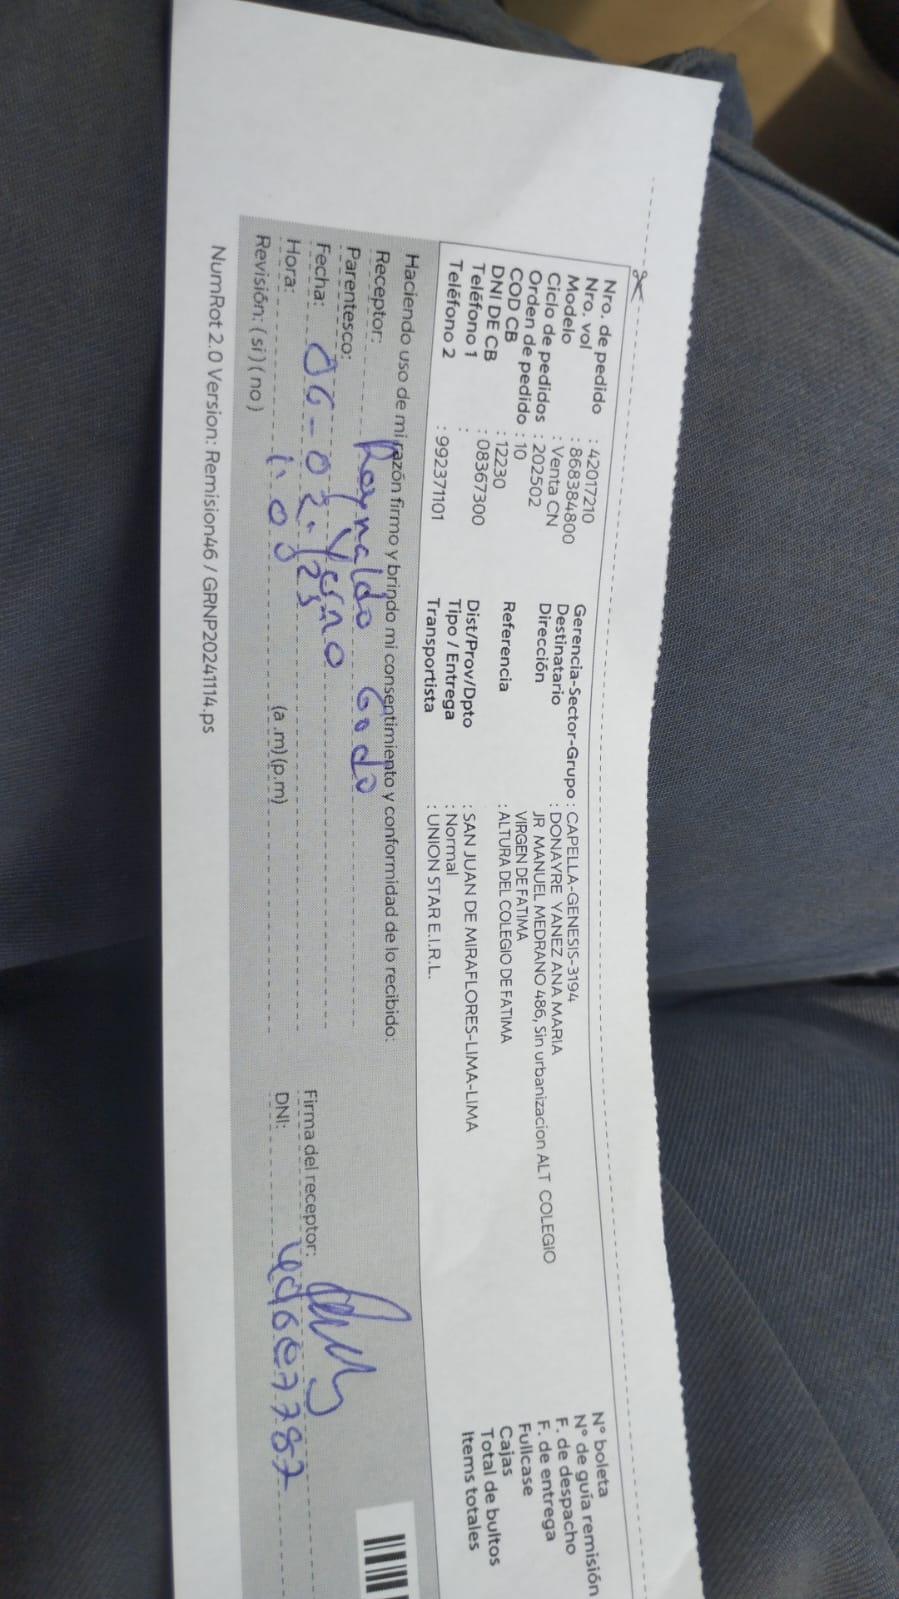 Nro. de pedido : 42017210
Nro. vol : 868384800
Modelo : Venta CN
Ciclo de pedidos : 202502
Orden de pedido : 10
COD CB : 12230
DNI DE CB : 08367300
Teléfono 1 :
Teléfono 2 : 992371101
Gerencia-Sector-Grupo : CAPELLA-GENESIS-3194
Destinatario : DONAYRE YANEZ ANA MARIA
Dirección : JR MANUEL MEDRANO 486, Sin urbanizacion ALT COLEGIO
VIRGEN DE FATIMA
Referencia : ALTURA DEL COLEGIO DE FATIMA
Dist/Prov/Dpto : SAN JUAN DE MIRAFLORES-LIMA-LIMA
Tipo / Entrega : Normal
Transportista : UNION STAR E.I.R.L.
N° boleta
N° de guía remisión
F. de despacho
F. de entrega
Fullcase
Cajas
Total de bultos
Items totales
Haciendo uso de mi razón firmo y brindo mi consentimiento y conformidad de lo recibido:
Receptor: Reynaldo Godo
Parentesco: Yerno
Fecha: 06-02-25
Hora: (a.m)(p.m)
Revisión: (si) (no)
Firma del receptor:
DNI:
NumRot 2.0 Version: Remision46 / GRNP20241114.ps